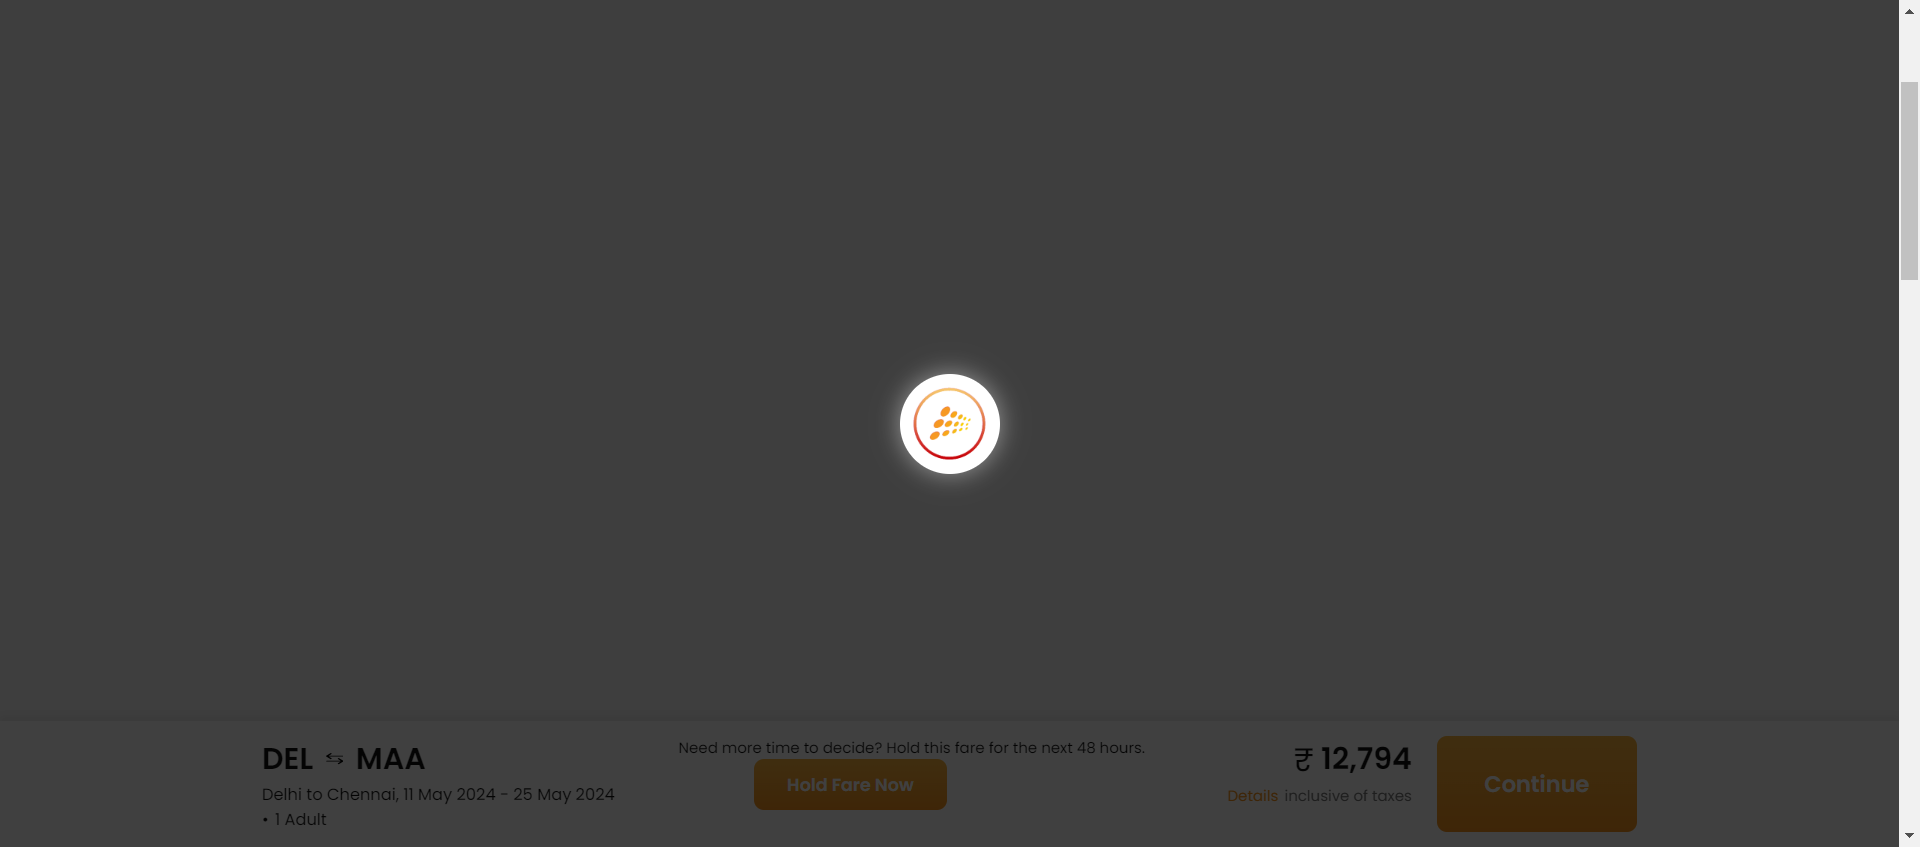 DEL ⇆ MAA
Delhi to Chennai, 11 May 2024 - 25 May 2024
• 1 Adult
Need more time to decide? Hold this fare for the next 48 hours.
Hold Fare Now
₹ 12,794
Details inclusive of taxes
Continue